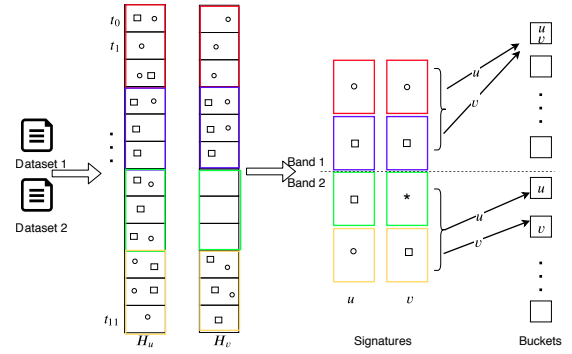 t0
t1
t11
Dataset 1
Dataset 2
Hu
Hv
Band 1
Band 2
*
u
v
Signatures
u
v
u
v
u
v
u
v
Buckets